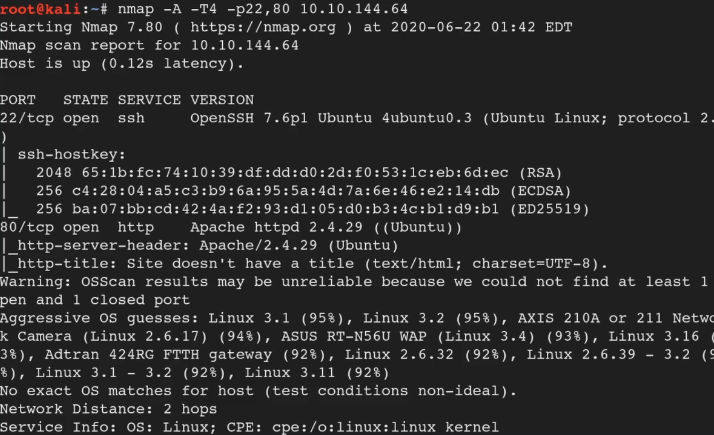 root@kali:~# nmap -A -T4 -p22,80 10.10.144.64
Starting Nmap 7.80 ( https://nmap.org ) at 2020-06-22 01:42 EDT
Nmap scan report for 10.10.144.64
Host is up (0.12s latency).
PORT   STATE SERVICE VERSION
22/tcp open  ssh     OpenSSH 7.6p1 Ubuntu 4ubuntu0.3 (Ubuntu Linux; protocol 2.
)
| ssh-hostkey:
|   2048 65:1b:fc:74:10:39:df:dd:d0:2d:f0:53:1c:eb:6d:ec (RSA)
|   256 c4:28:04:a5:c3:b9:6a:95:5a:4d:7a:6e:46:e2:14:db (ECDSA)
|_  256 ba:07:bb:cd:42:4a:f2:93:d1:05:d0:b3:4c:b1:d9:b1 (ED25519)
80/tcp open  http    Apache httpd 2.4.29 ((Ubuntu))
|_http-server-header: Apache/2.4.29 (Ubuntu)
|_http-title: Site doesn't have a title (text/html; charset=UTF-8).
Warning: OSScan results may be unreliable because we could not find at least 1
pen and 1 closed port
Aggressive OS guesses: Linux 3.1 (95%), Linux 3.2 (95%), AXIS 210A or 211 Netwo
k Camera (Linux 2.6.17) (94%), ASUS RT-N56U WAP (Linux 3.4) (93%), Linux 3.16 (
3%), Adtran 424RG FTTH gateway (92%), Linux 2.6.32 (92%), Linux 2.6.39 - 3.2 (9
%), Linux 3.1 - 3.2 (92%), Linux 3.11 (92%)
No exact OS matches for host (test conditions non-ideal).
Network Distance: 2 hops
Service Info: OS: Linux; CPE: cpe:/o:linux:linux kernel